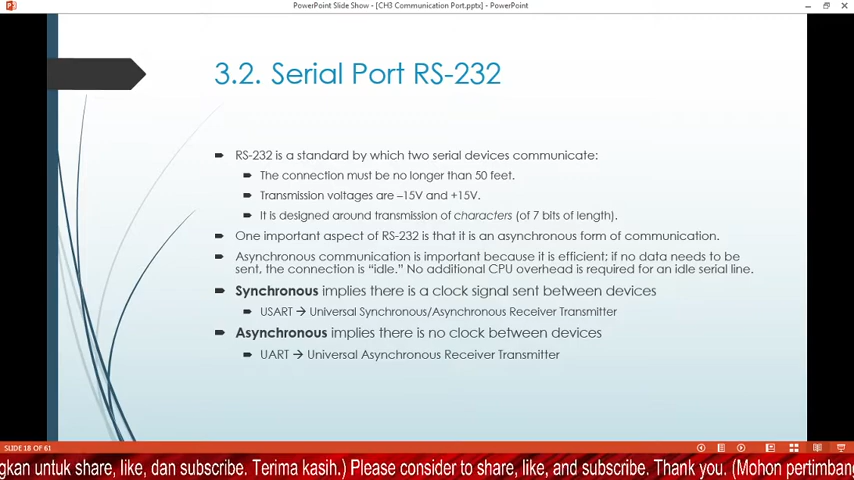 PowerPoint Slide Show - [CH3 Communication Port.pptx] - PowerPoint
3.2. Serial Port RS-232
RS-232 is a standard by which two serial devices communicate:
The connection must be no longer than 50 feet.
Transmission voltages are –15V and +15V.
It is designed around transmission of characters (of 7 bits of length).
One important aspect of RS-232 is that it is an asynchronous form of communication.
Asynchronous communication is important because it is efficient; if no data needs to be
sent, the connection is “idle.” No additional CPU overhead is required for an idle serial line.
Synchronous implies there is a clock signal sent between devices
USART → Universal Synchronous/Asynchronous Receiver Transmitter
Asynchronous implies there is no clock between devices
UART → Universal Asynchronous Receiver Transmitter
SLIDE 18 OF 61
gkan untuk share, like, dan subscribe. Terima kasih.) Please consider to share, like, and subscribe. Thank you. (Mohon pertimban